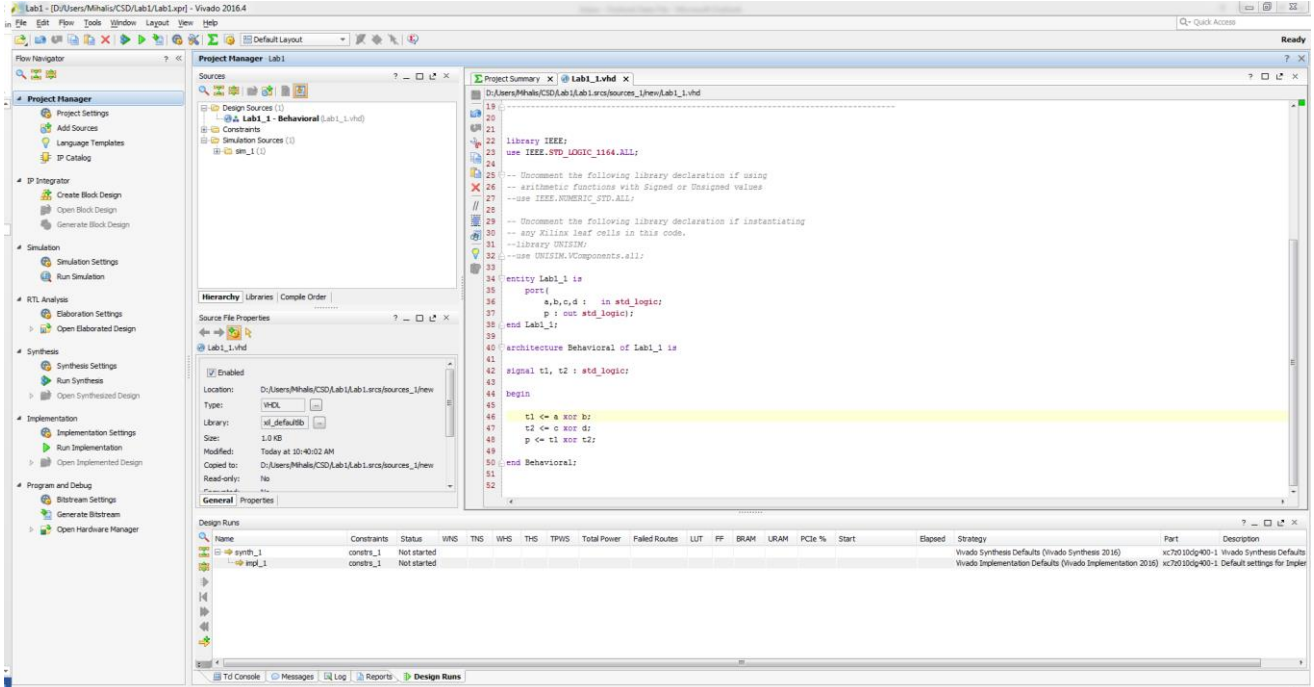 Lab1 - [D:/Users/Mihalis/CSD/Lab1/Lab1.xpr] - Vivado 2016.4
in File Edit Flow Tools Window Layout View Help
Q- Quick Access
Default Layout
Ready
Flow Navigator ? «
Project Manager
Project Settings
Add Sources
Language Templates
IP Catalog
IP Integrator
Create Block Design
Open Block Design
Generate Block Design
Simulation
Simulation Settings
Run Simulation
RTL Analysis
Elaboration Settings
Open Elaborated Design
Synthesis
Synthesis Settings
Run Synthesis
Open Synthesized Design
Implementation
Implementation Settings
Run Implementation
Open Implemented Design
Program and Debug
Bitstream Settings
Generate Bitstream
Open Hardware Manager
Project Manager Lab1
Sources
Design Sources (1)
Lab1_1 - Behavioral (Lab1_1.vhd)
Constraints
Simulation Sources (1)
sim_1 (1)
Hierarchy Libraries Compile Order
Source File Properties
Lab1_1.vhd
Enabled
Location: D:/Users/Mihalis/CSD/Lab1/Lab1.srcs/sources_1/new
Type: VHDL
Library: xil_defaultlib
Size: 1.0 KB
Modified: Today at 10:40:02 AM
Copied to: D:/Users/Mihalis/CSD/Lab1/Lab1.srcs/sources_1/new
Read-only: No
General Properties
Project Summary x Lab1_1.vhd x
D:/Users/Mihalis/CSD/Lab1/Lab1.srcs/sources_1/new/Lab1_1.vhd
19 ----------------------------------------------------------------------------------
20
21
22 library IEEE;
23 use IEEE.STD_LOGIC_1164.ALL;
24
25 -- Uncomment the following library declaration if using
26 -- arithmetic functions with Signed or Unsigned values
27 --use IEEE.NUMERIC_STD.ALL;
28
29 -- Uncomment the following library declaration if instantiating
30 -- any Xilinx leaf cells in this code.
31 --library UNISIM;
32 --use UNISIM.VComponents.all;
33
34 entity Lab1_1 is
35 port(
36 a,b,c,d : in std_logic;
37 p : out std_logic);
38 end Lab1_1;
39
40 architecture Behavioral of Lab1_1 is
41
42 signal t1, t2 : std_logic;
43
44 begin
45
46 t1 <= a xor b;
47 t2 <= c xor d;
48 p <= t1 xor t2;
49
50 end Behavioral;
51
52
Design Runs
Name Constraints Status WNS TNS WHS THS TPWS Total Power Failed Routes LUT FF BRAM URAM PCIe % Start Elapsed Strategy Part Description
synth_1 constrs_1 Not started Vivado Synthesis Defaults (Vivado Synthesis 2016) xc7z010clg400-1 Vivado Synthesis Defaults
impl_1 constrs_1 Not started Vivado Implementation Defaults (Vivado Implementation 2016) xc7z010clg400-1 Default settings for Impler
Tcl Console Messages Log Reports Design Runs